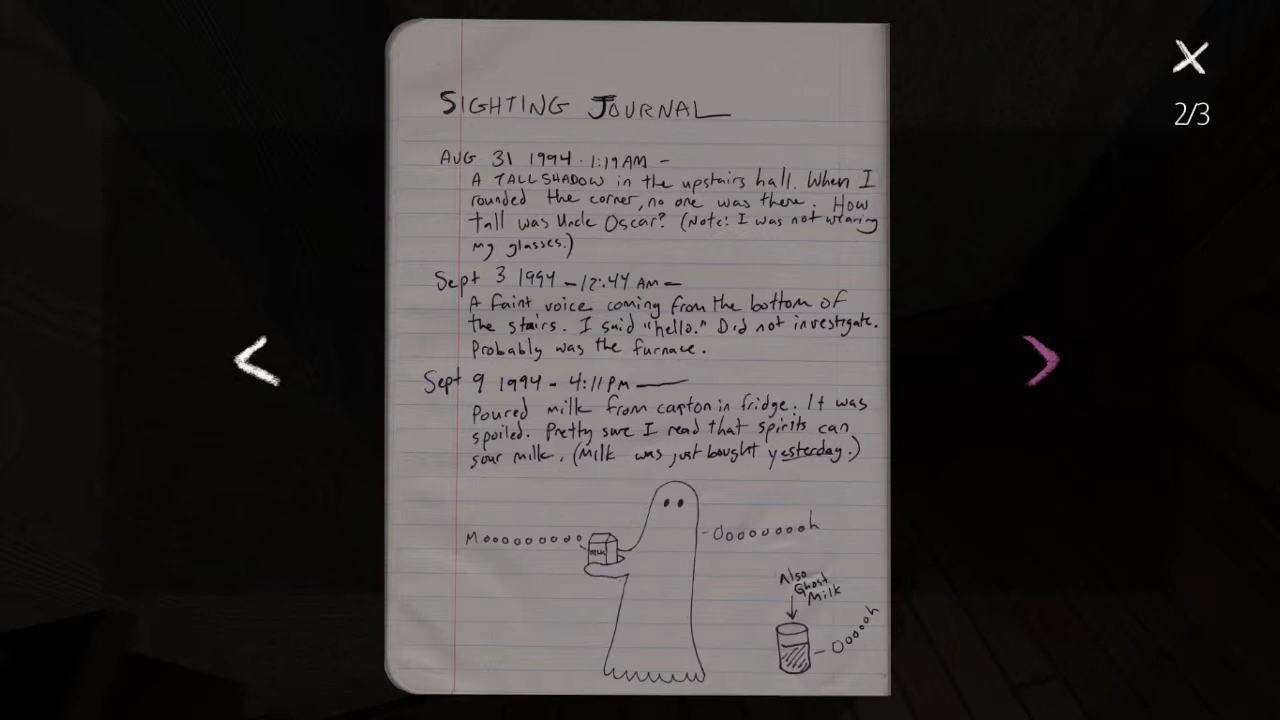 SIGHTING JOURNAL
2/3
AUG 31 1994 - 1:19 AM -
A TALL SHADOW in the upstairs hall. When I
rounded the corner, no one was there. How
tall was Uncle Oscar? (Note: I was not wearing
my glasses.)
Sept 3 1994 - 12:44 AM -
A faint voice coming from the bottom of
the stairs. I said "hello." Did not investigate.
Probably was the furnace.
Sept 9 1994 - 4:11 PM -
Poured milk from carton in fridge. It was
spoiled. Pretty sure I read that spirits can
sour milk. (Milk was just bought yesterday.)
Mooooooooo
MILK
-Oooooooooh
Also
Ghost
Milk
-Oooooh